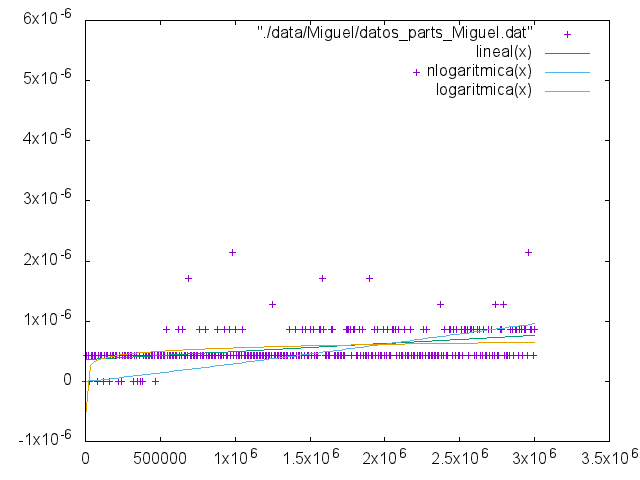 6x10^-6
5x10^-6
4x10^-6
3x10^-6
2x10^-6
1x10^-6
0
-1x10^-6
"./data/Miguel/datos_parts_Miguel.dat"
lineal(x)
nlogaritmica(x)
logaritmica(x)
0 500000 1x10^6 1.5x10^6 2x10^6 2.5x10^6 3x10^6 3.5x10^6